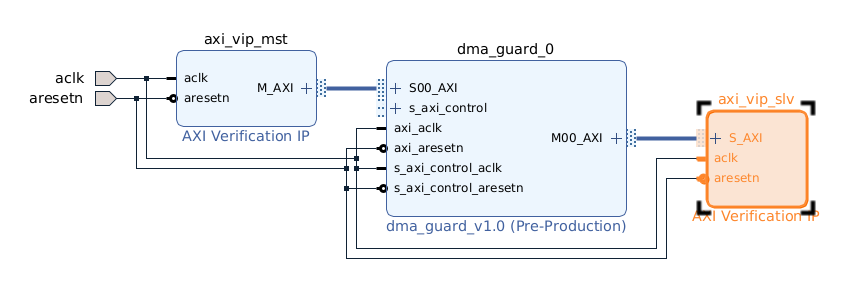 axi_vip_mst
aclk
aresetn
aclk
aresetn
M_AXI
AXI Verification IP
dma_guard_0
S00_AXI
s_axi_control
axi_aclk
axi_aresetn
s_axi_control_aclk
s_axi_control_aresetn
M00_AXI
dma_guard_v1.0 (Pre-Production)
axi_vip_slv
S_AXI
aclk
aresetn
AXI Verification IP